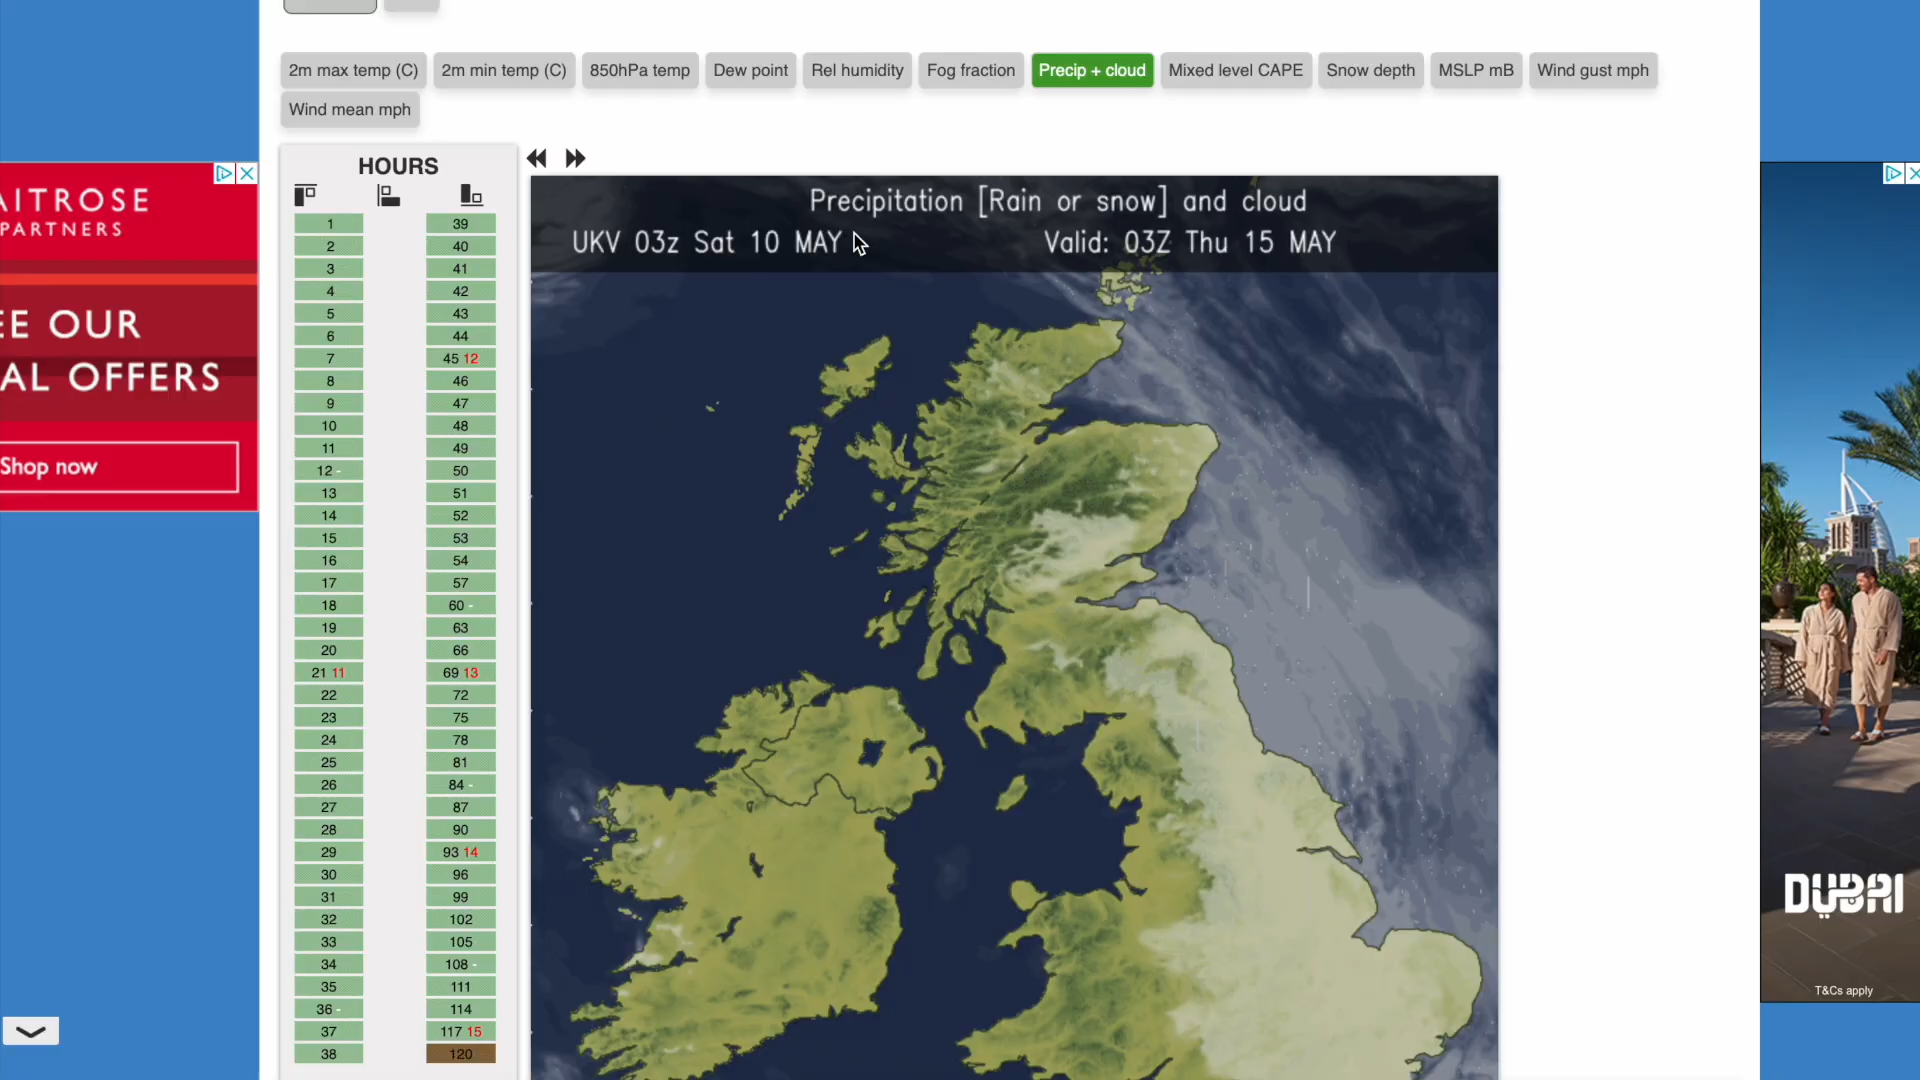 2m max temp (C) 2m min temp (C) 850hPa temp Dew point Rel humidity Fog fraction Precip + cloud Mixed level CAPE Snow depth MSLP mB Wind gust mph
Wind mean mph
AITROSE
PARTNERS
EE OUR
AL OFFERS
Shop now
HOURS
1 39
2 40
3 41
4 42
5 43
6 44
7 45 12
8 46
9 47
10 48
11 49
12 - 50
13 51
14 52
15 53
16 54
17 57
18 60 -
19 63
20 66
21 11 69 13
22 72
23 75
24 78
25 81
26 84 -
27 87
28 90
29 93 14
30 96
31 99
32 102
33 105
34 108 -
35 111
36 - 114
37 117 15
38 120
Precipitation [Rain or snow] and cloud
UKV 03z Sat 10 MAY Valid: 03Z Thu 15 MAY
DUBAI
T&Cs apply